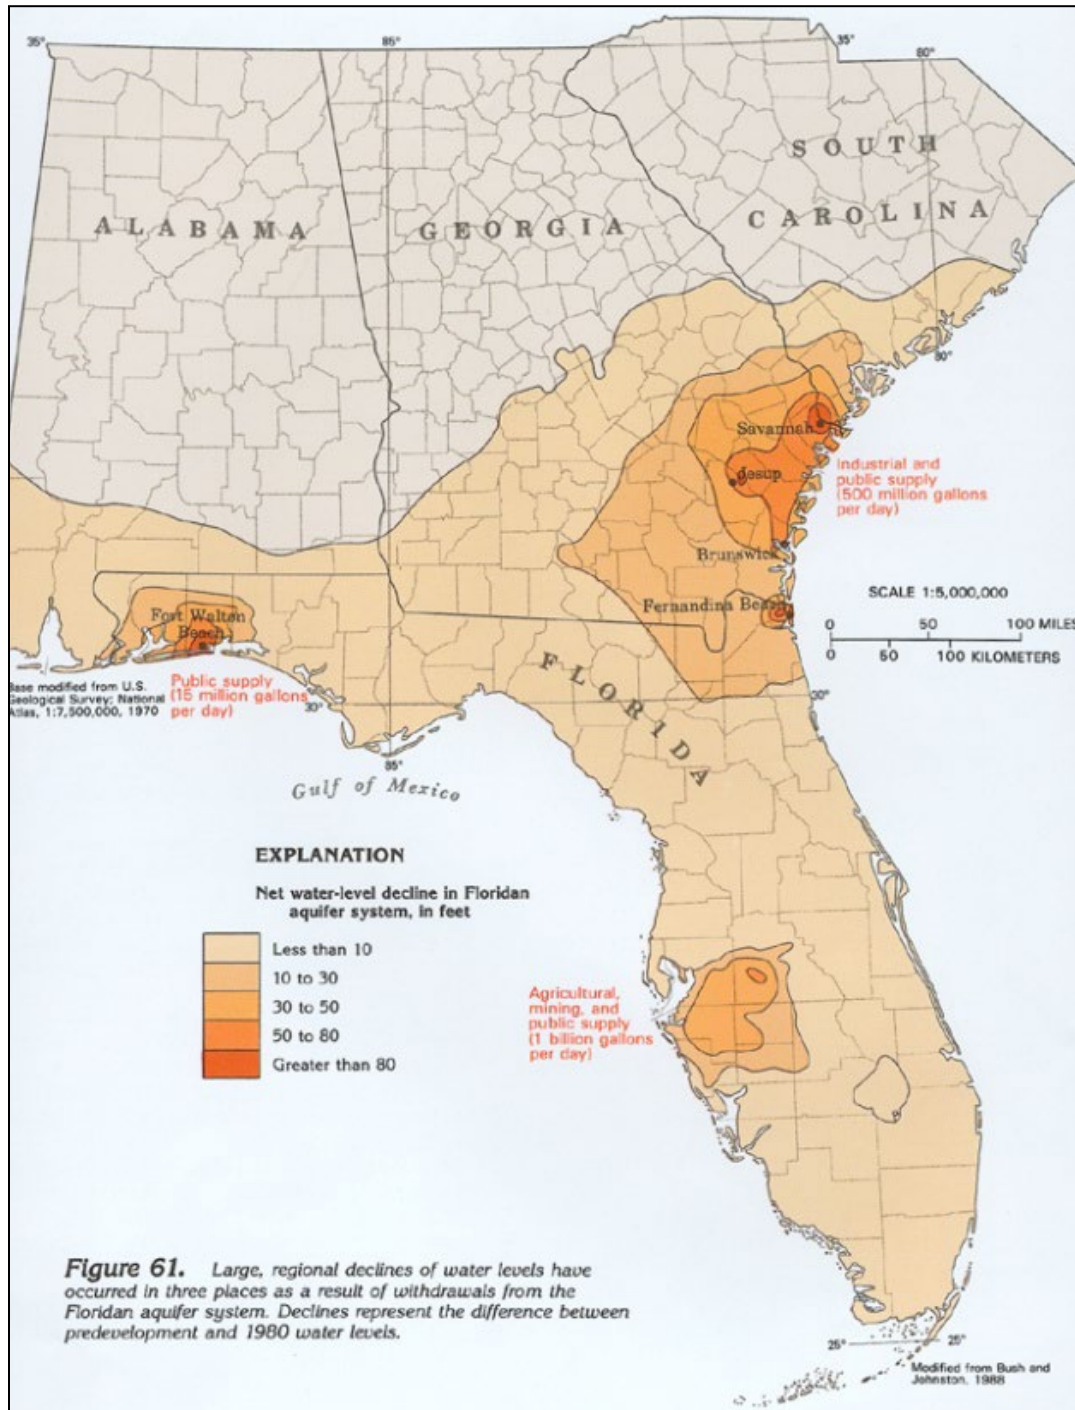 35°
85°
35°
80°
SOUTH
CAROLINA
ALABAMA
GEORGIA
80°
Savannah
Jesup
Industrial and
public supply
(500 million gallons
per day)
Brunswick
Fernandina Beach
SCALE 1:5,000,000
0 50 100 MILES
0 50 100 KILOMETERS
Fort Walton
Beach
Public supply
(15 million gallons
per day)
Base modified from U.S.
Geological Survey; National
Atlas, 1:7,500,000, 1970
30°
30°
85°
FLORIDA
Gulf of Mexico
EXPLANATION
Net water-level decline in Floridan
aquifer system, in feet
Less than 10
10 to 30
30 to 50
50 to 80
Greater than 80
Agricultural,
mining, and
public supply
(1 billion gallons
per day)
Figure 61. Large, regional declines of water levels have
occurred in three places as a result of withdrawals from the
Floridan aquifer system. Declines represent the difference between
predevelopment and 1980 water levels.
25°
25°
Modified from Bush and
Johnston, 1988